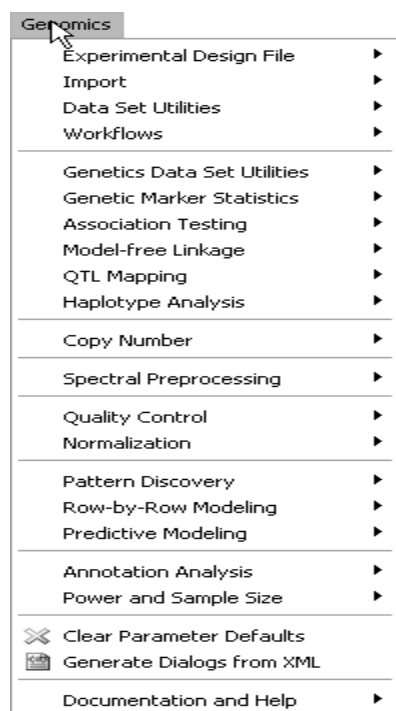 Genomics
Experimental Design File
Import
Data Set Utilities
Workflows
Genetics Data Set Utilities
Genetic Marker Statistics
Association Testing
Model-free Linkage
QTL Mapping
Haplotype Analysis
Copy Number
Spectral Preprocessing
Quality Control
Normalization
Pattern Discovery
Row-by-Row Modeling
Predictive Modeling
Annotation Analysis
Power and Sample Size
Clear Parameter Defaults
Generate Dialogs from XML
Documentation and Help